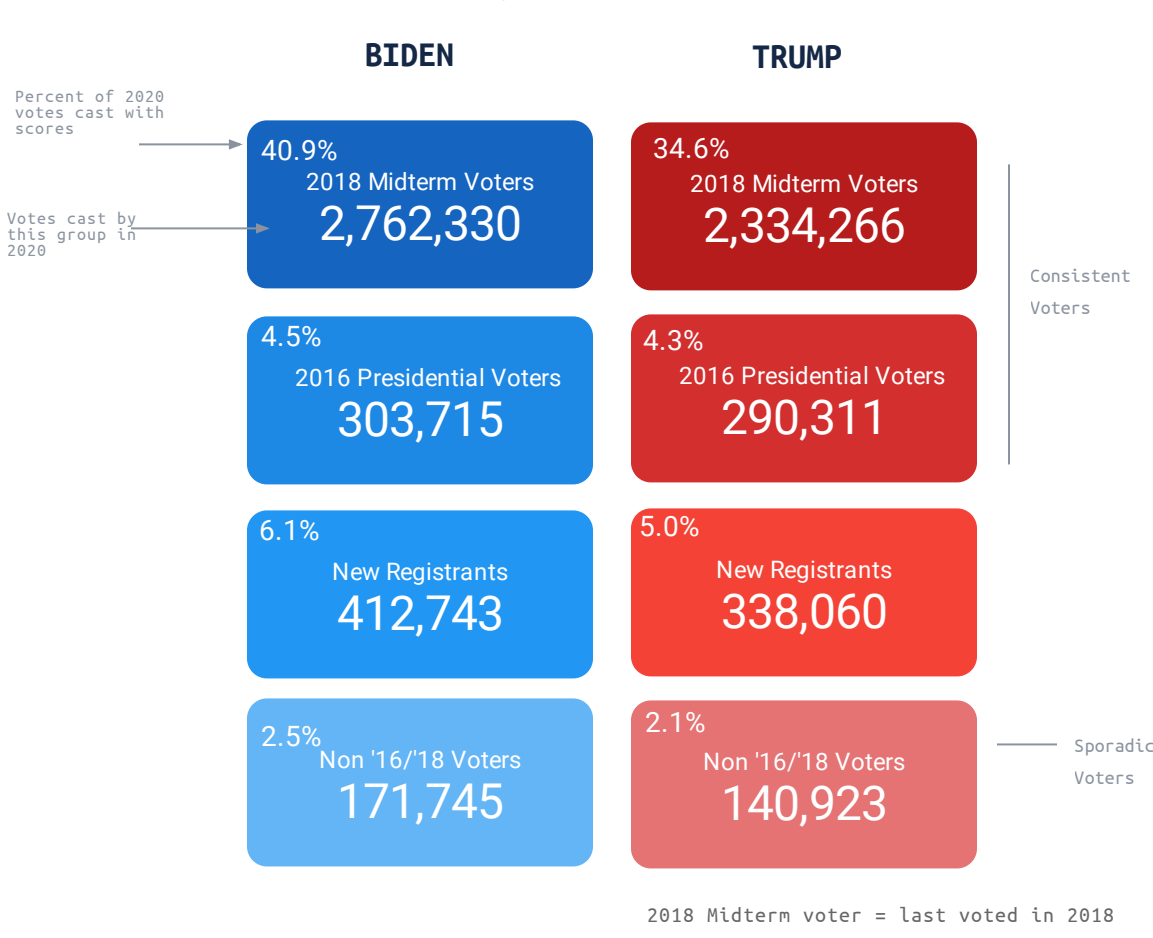 BIDEN
TRUMP
Percent of 2020
votes cast with
scores
40.9%
2018 Midterm Voters
2,762,330
34.6%
2018 Midterm Voters
2,334,266
Votes cast by
this group in
2020
Consistent
Voters
4.5%
2016 Presidential Voters
303,715
4.3%
2016 Presidential Voters
290,311
6.1%
New Registrants
412,743
5.0%
New Registrants
338,060
2.5%
Non '16/'18 Voters
171,745
2.1%
Non '16/'18 Voters
140,923
Sporadic
Voters
2018 Midterm voter = last voted in 2018